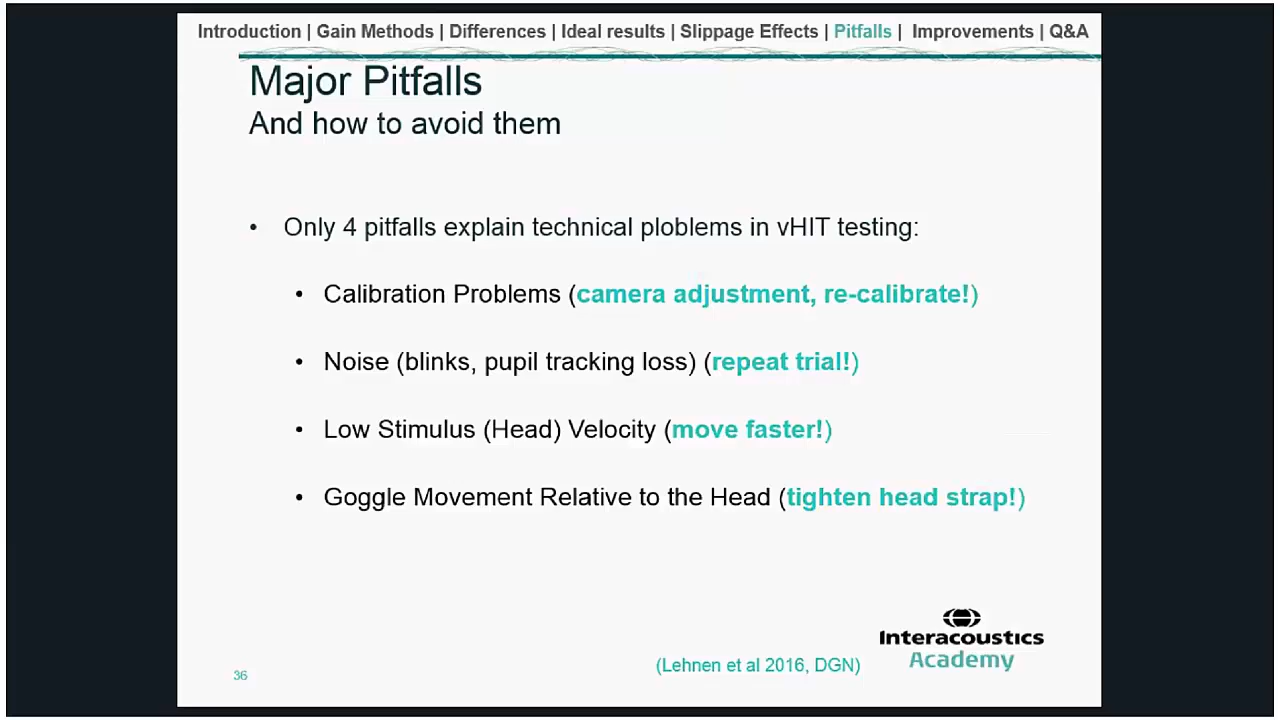 Introduction | Gain Methods | Differences | Ideal results | Slippage Effects | Pitfalls | Improvements | Q&A
Major Pitfalls
And how to avoid them
• Only 4 pitfalls explain technical ploblems in vHIT testing:
• Calibration Problems (camera adjustment, re-calibrate!)
• Noise (blinks, pupil tracking loss) (repeat trial!)
• Low Stimulus (Head) Velocity (move faster!)
• Goggle Movement Relative to the Head (tighten head strap!)
Interacoustics
Academy
(Lehnen et al 2016, DGN)
36